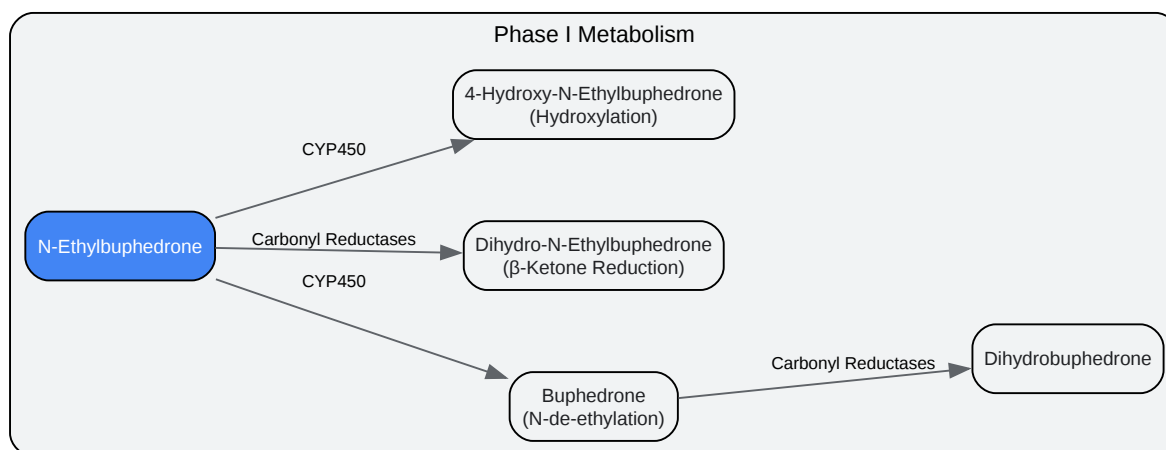 Phase I Metabolism
4-Hydroxy-N-Ethylbuphedrone
(Hydroxylation)
CYP450
N-Ethylbuphedrone
Carbonyl Reductases
Dihydro-N-Ethylbuphedrone
(β-Ketone Reduction)
CYP450
Buphedrone
(N-de-ethylation)
Carbonyl Reductases
Dihydrobuphedrone